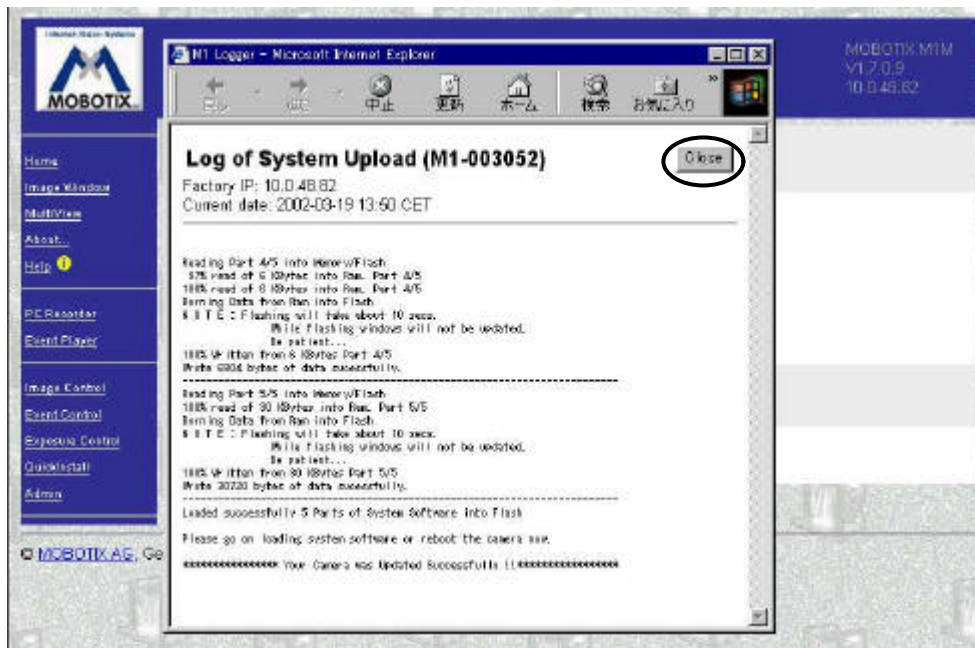 MOBOTIX
M1 Logger - Microsoft Internet Explorer
MOBOTIX M1M
V1.7.0.9
10.0.46.82
中止
更新
ホーム
検索
お気に入り
»
Log of System Upload (M1-003052)
Close
Factory IP: 10.0.48.82
Current date: 2002-03-19 13:50 CET
Home
Image Window
MultiView
About...
Help
PC Recorder
Event Player
Image Control
Event Control
Exposure Control
QuickInstall
Admin
Reading Part 4/5 into Memory/Flash
97% read of 6 KBytes into Ram. Part 4/5
100% read of 6 KBytes into Ram. Part 4/5
Burning Data from Ram into Flash
N O T E : Flashing will take about 10 secs.
While flashing windows will not be updated.
Be patient...
100% Written from 6 KBytes Part 4/5
Wrote bytes of data sucessfully.
------------------------------------------------------------
Reading Part 5/5 into Memory/Flash
100% read of 30 KBytes into Ram. Part 5/5
Burning Data from Ram into Flash
N O T E : Flashing will take about 10 secs.
While flashing windows will not be updated.
Be patient...
100% Written from 30 KBytes Part 5/5
Wrote 30720 bytes of data sucessfully.
------------------------------------------------------------
Loaded successfully 5 Parts of System Software into Flash
Please go on loading system software or reboot the camera now.
**************** Your Camera was Updated Successfully !!*****************
© MOBOTIX AG, Ge